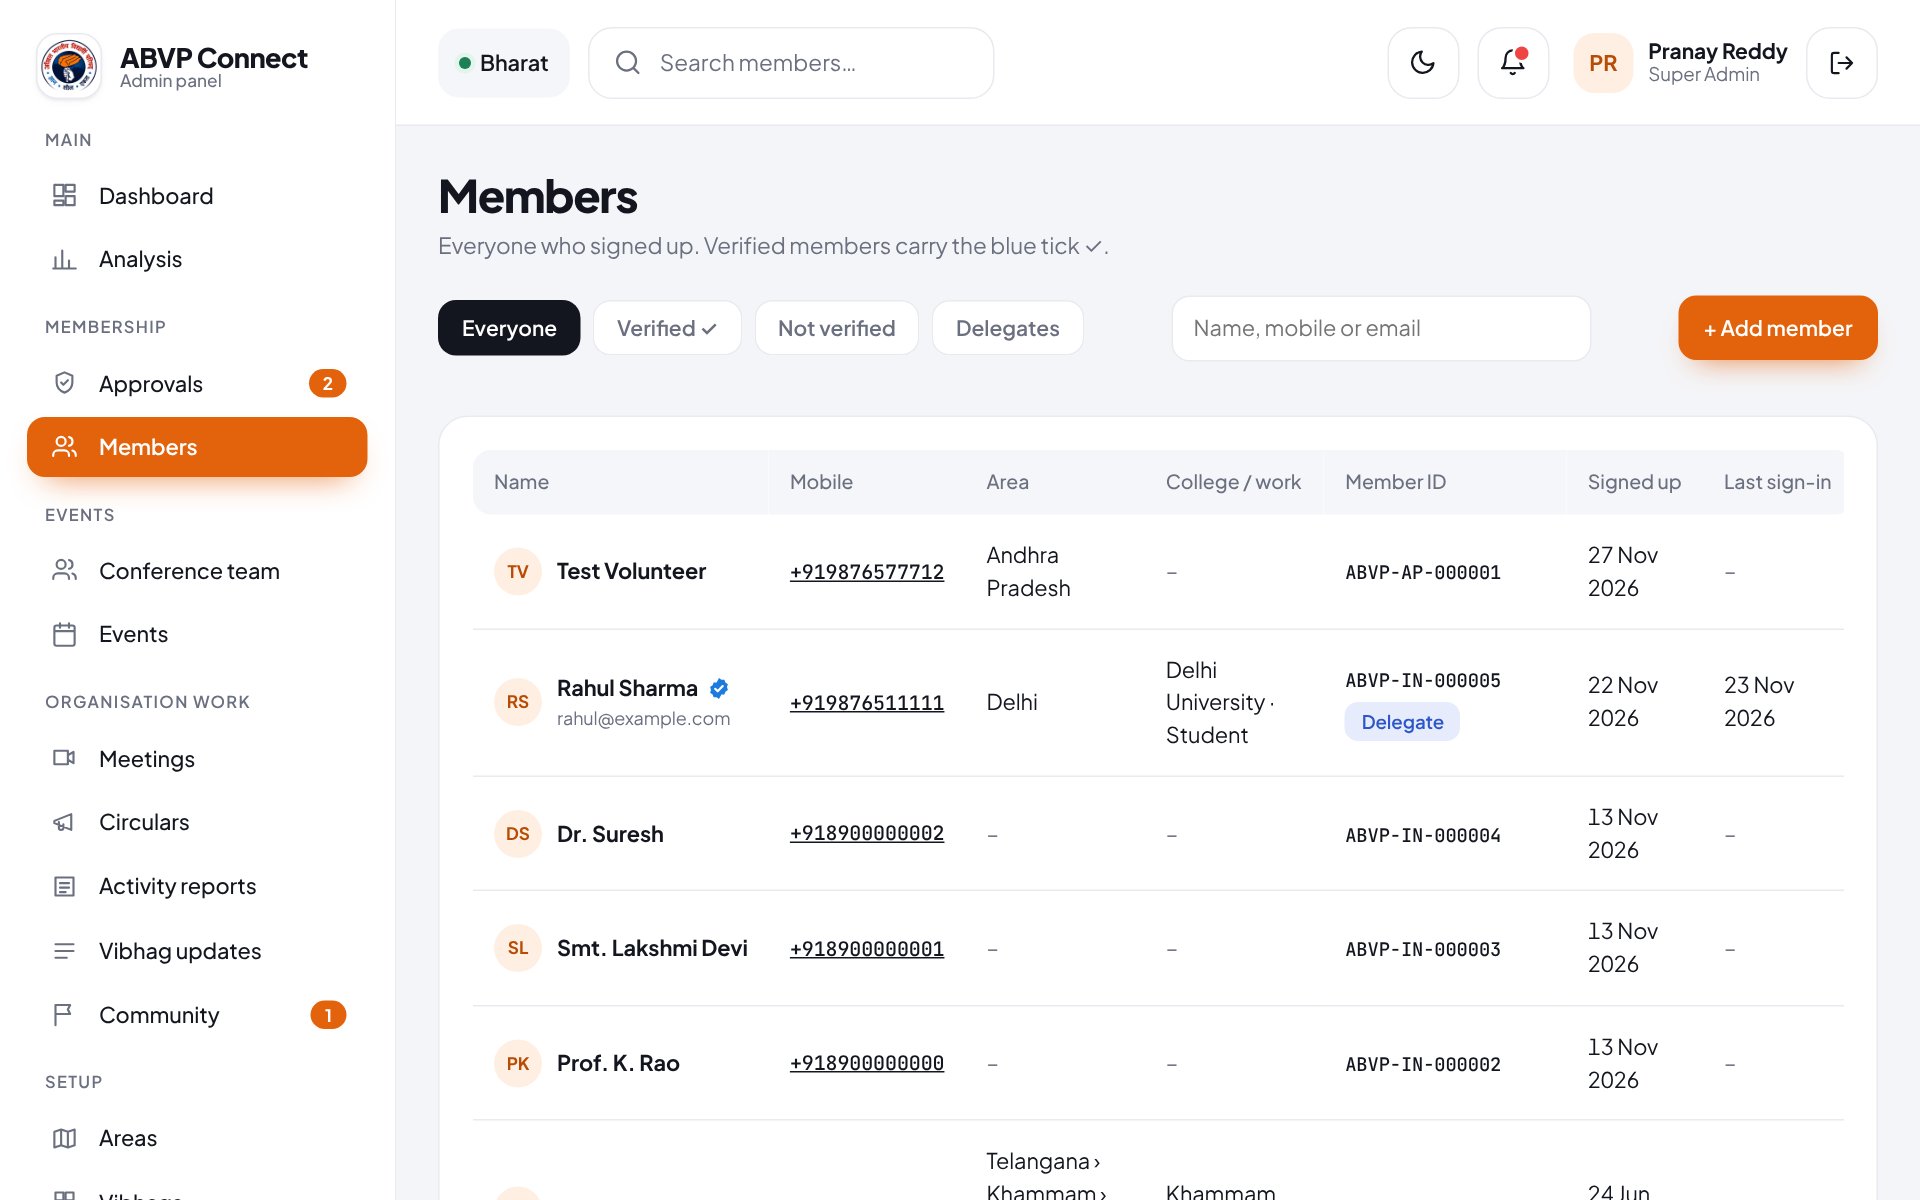 ABVP Connect
Admin panel
MAIN
Dashboard
Analysis
MEMBERSHIP
Approvals 2
Members
EVENTS
Conference team
Events
ORGANISATION WORK
Meetings
Circulars
Activity reports
Vibhag updates
Community 1
SETUP
Areas
Bharat
Search members...
PR
Pranay Reddy
Super Admin
Members
Everyone who signed up. Verified members carry the blue tick ✓.
Everyone
Verified ✓
Not verified
Delegates
Name, mobile or email
+ Add member
Name Mobile Area College / work Member ID Signed up Last sign-in
TV Test Volunteer +919876577712 Andhra Pradesh – ABVP-AP-000001 27 Nov 2026 –
RS Rahul Sharma rahul@example.com +919876511111 Delhi Delhi University · Student ABVP-IN-000005 Delegate 22 Nov 2026 23 Nov 2026
DS Dr. Suresh +918900000002 – – ABVP-IN-000004 13 Nov 2026 –
SL Smt. Lakshmi Devi +918900000001 – – ABVP-IN-000003 13 Nov 2026 –
PK Prof. K. Rao +918900000000 – – ABVP-IN-000002 13 Nov 2026 –
Telangana ›
Khammam › Khammam 24 Jun